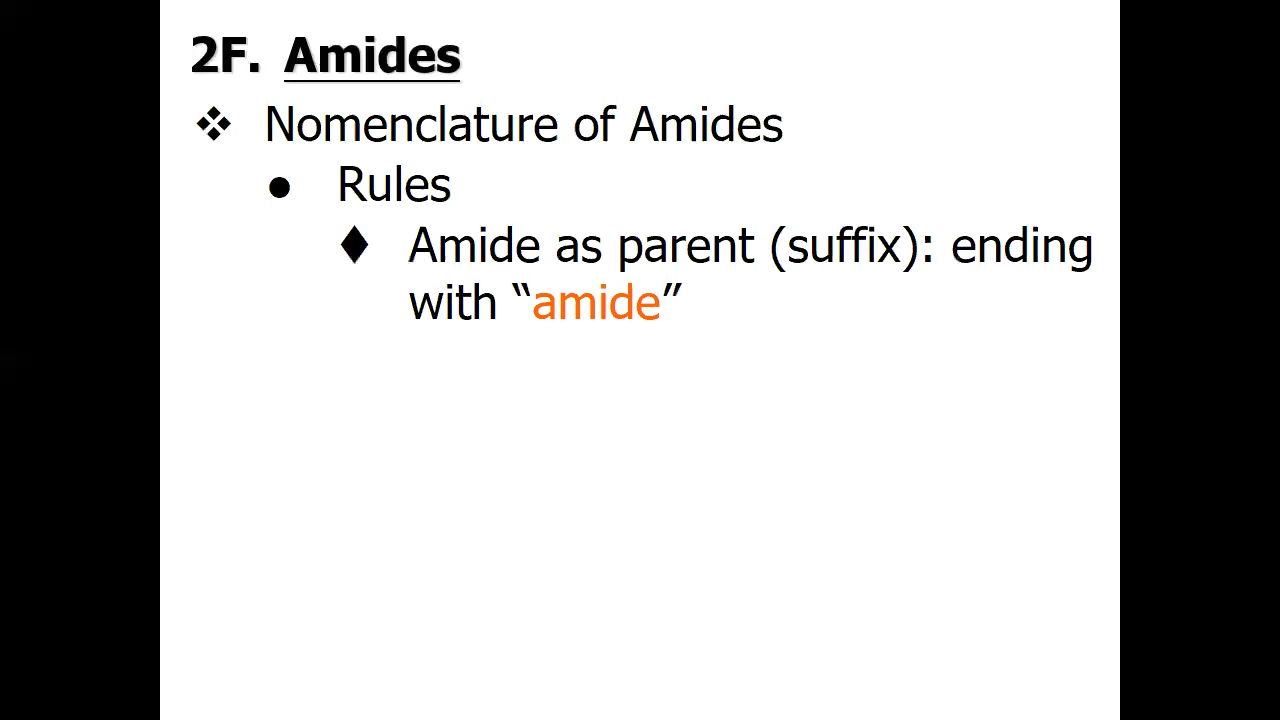 2F. Amides
❖ Nomenclature of Amides
● Rules
♦ Amide as parent (suffix): ending
with “amide”